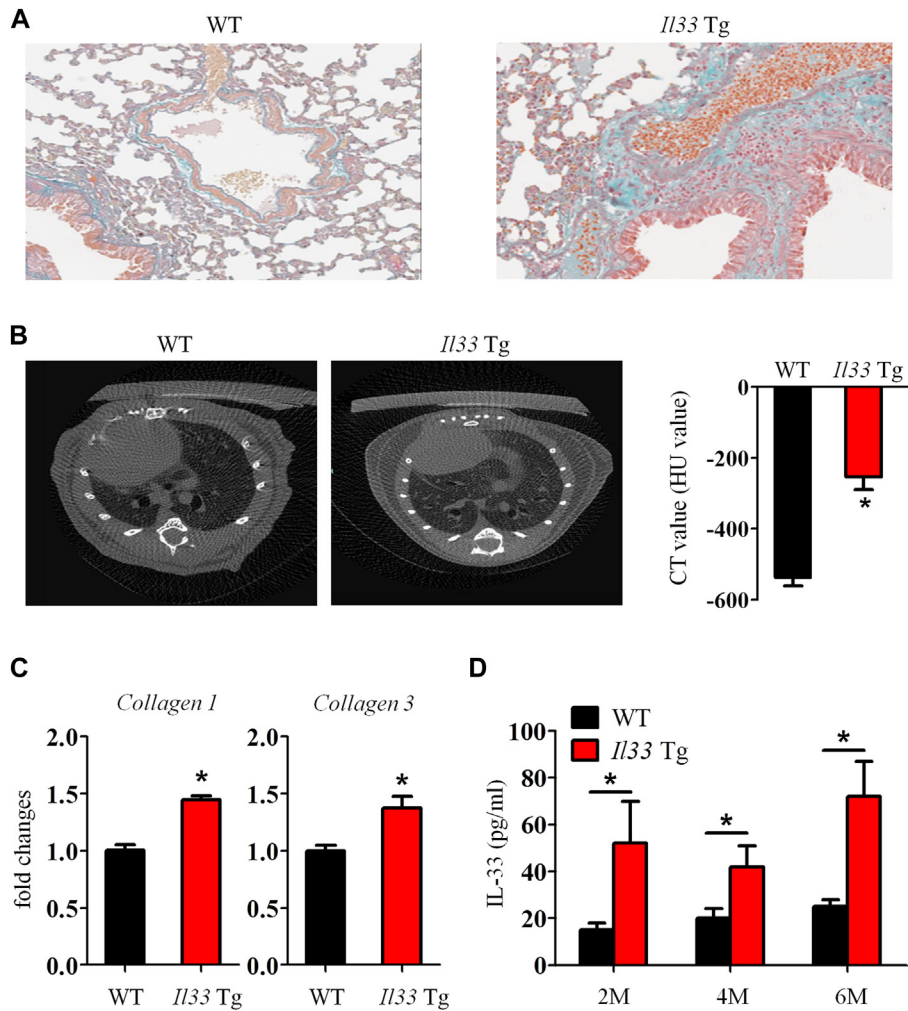 A
WT
Il33 Tg
B
WT
Il33 Tg
WT Il33 Tg
CT value (HU value)
0
-200
-400
-600
*
C
Collagen 1
Collagen 3
fold changes
2.0
1.5
1.0
0.5
0.0
*
WT Il33 Tg
2.0
1.5
1.0
0.5
0.0
*
WT Il33 Tg
D
WT
Il33 Tg
IL-33 (pg/ml)
100
80
60
40
20
0
* * *
2M 4M 6M